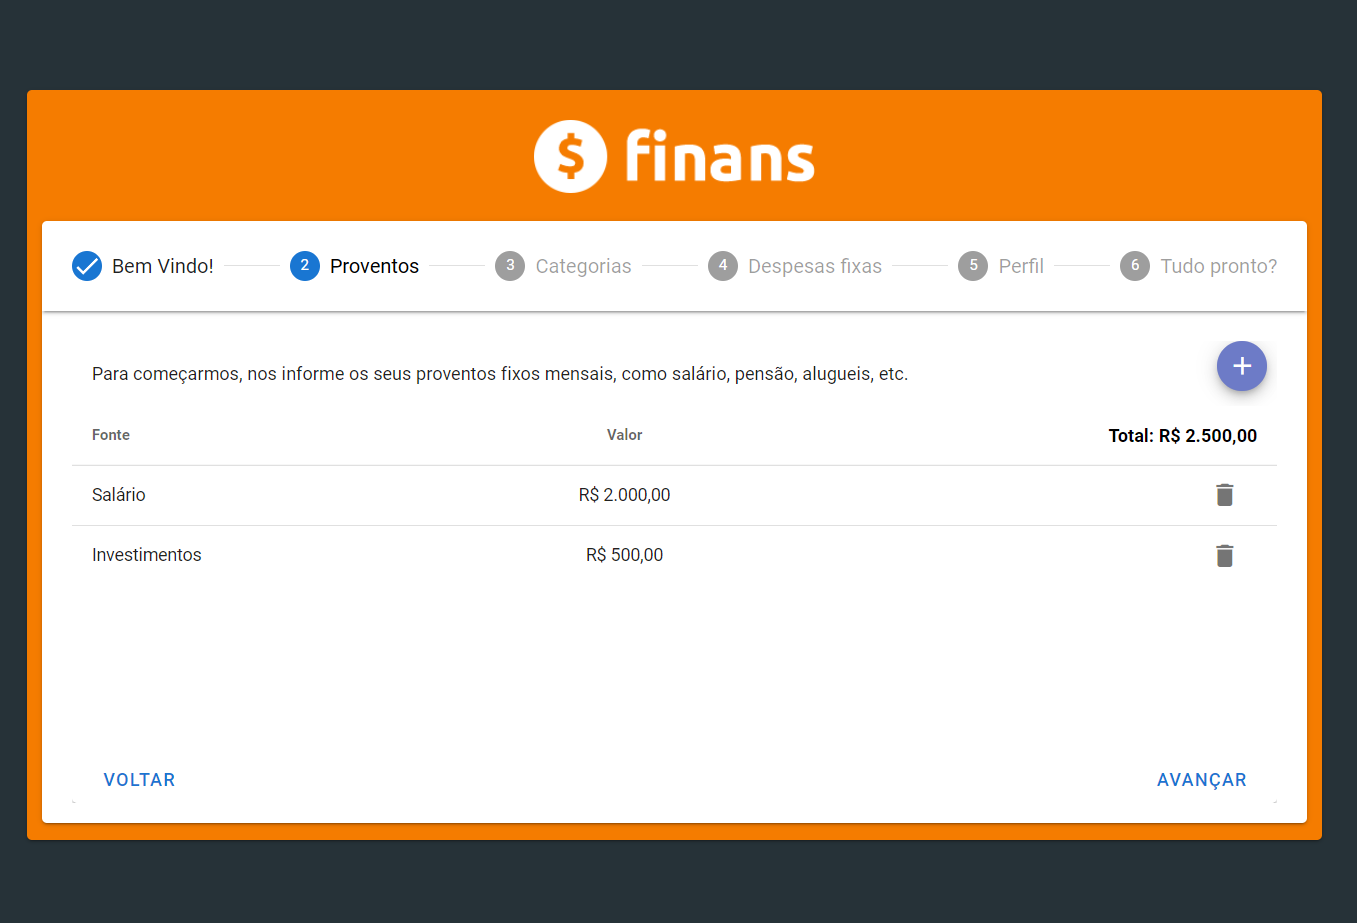 $ finans
Bem Vindo! 2 Proventos 3 Categorias 4 Despesas fixas 5 Perfil 6 Tudo pronto?
Para começarmos, nos informe os seus proventos fixos mensais, como salário, pensão, alugueis, etc.
+
Fonte Valor Total: R$ 2.500,00
Salário R$ 2.000,00
Investimentos R$ 500,00
VOLTAR AVANÇAR